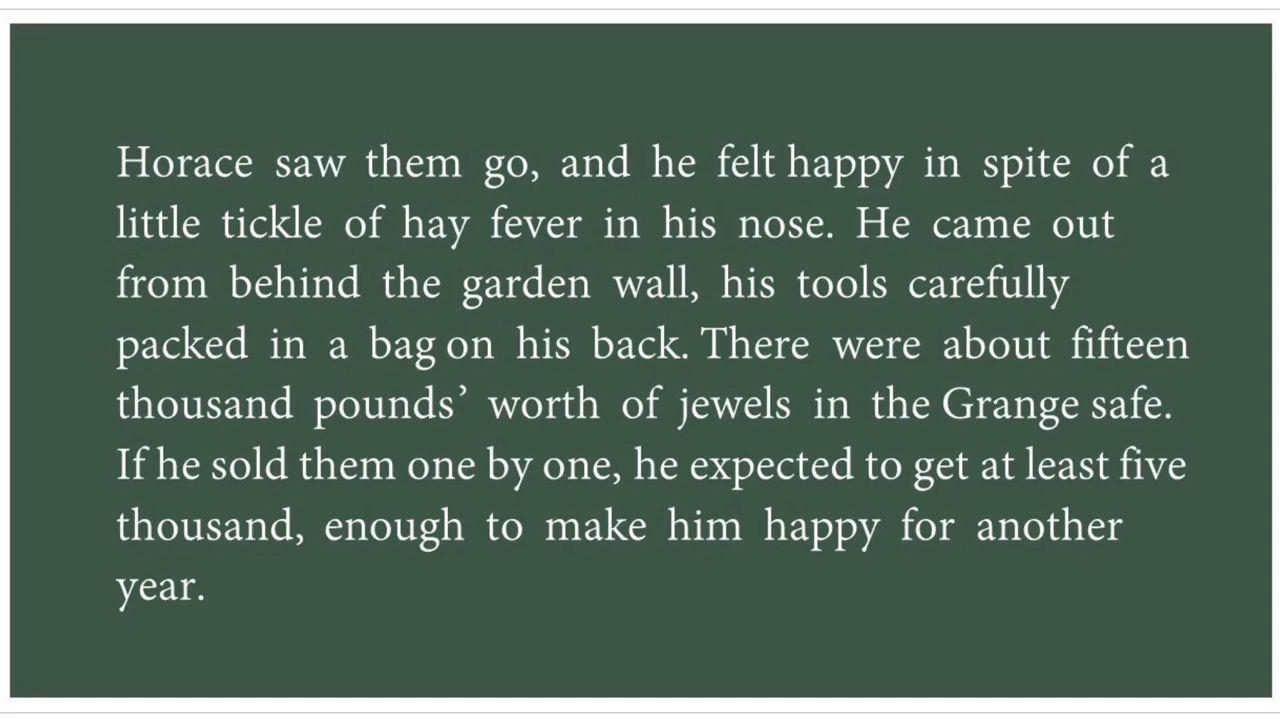 Horace saw them go, and he felt happy in spite of a
little tickle of hay fever in his nose. He came out
from behind the garden wall, his tools carefully
packed in a bag on his back. There were about fifteen
thousand pounds’ worth of jewels in the Grange safe.
If he sold them one by one, he expected to get at least five
thousand, enough to make him happy for another
year.